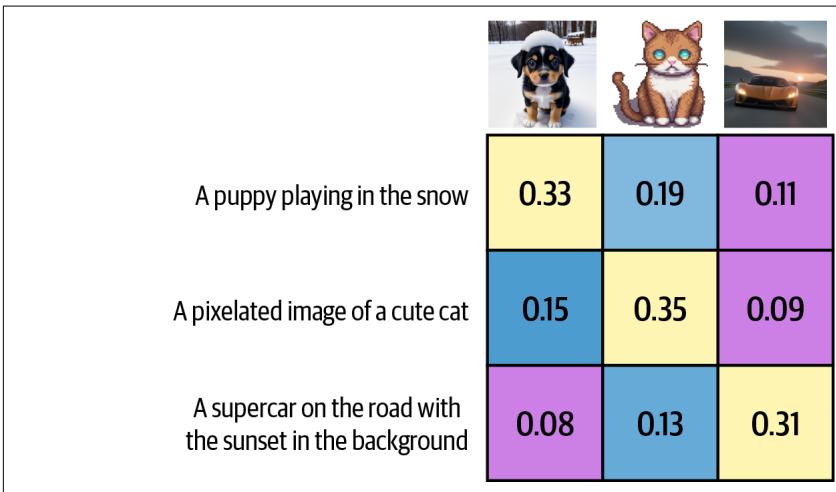 A puppy playing in the snow
0.33 0.19 0.11
A pixelated image of a cute cat
0.15 0.35 0.09
A supercar on the road with
the sunset in the background
0.08 0.13 0.31